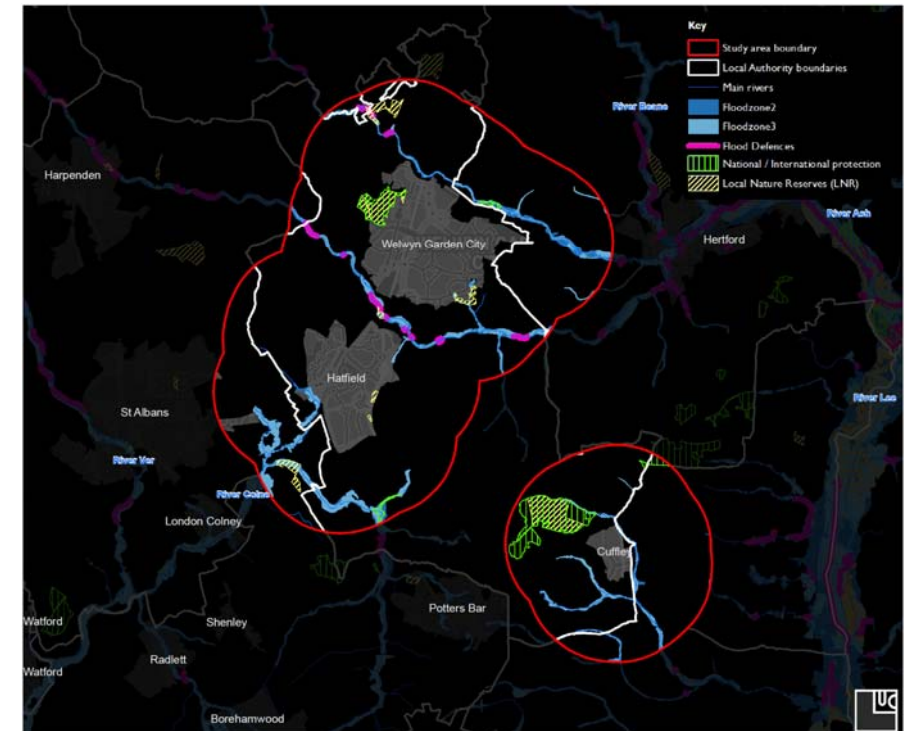 Key
Study area boundary
Local Authority boundaries
Main rivers
Floodzone2
Floodzone3
Flood Defences
National / International protection
Local Nature Reserves (LNR)
River Beane
Harpenden
River Ash
Hertford
Welwyn Garden City
Hatfield
St Albans
River Lee
River Ver
River Colne
London Colney
Cuffley
Potters Bar
Watford
Shenley
Radlett
Watford
Borehamwood